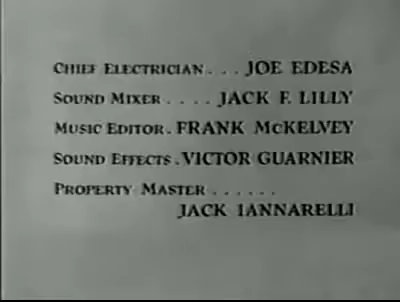 CHIEF ELECTRICIAN . . . JOE EDESA
SOUND MIXER . . . . JACK F. LILLY
MUSIC EDITOR . FRANK McKELVEY
SOUND EFFECTS . VICTOR GUARNIER
PROPERTY MASTER . . . . . .
JACK IANNARELLI